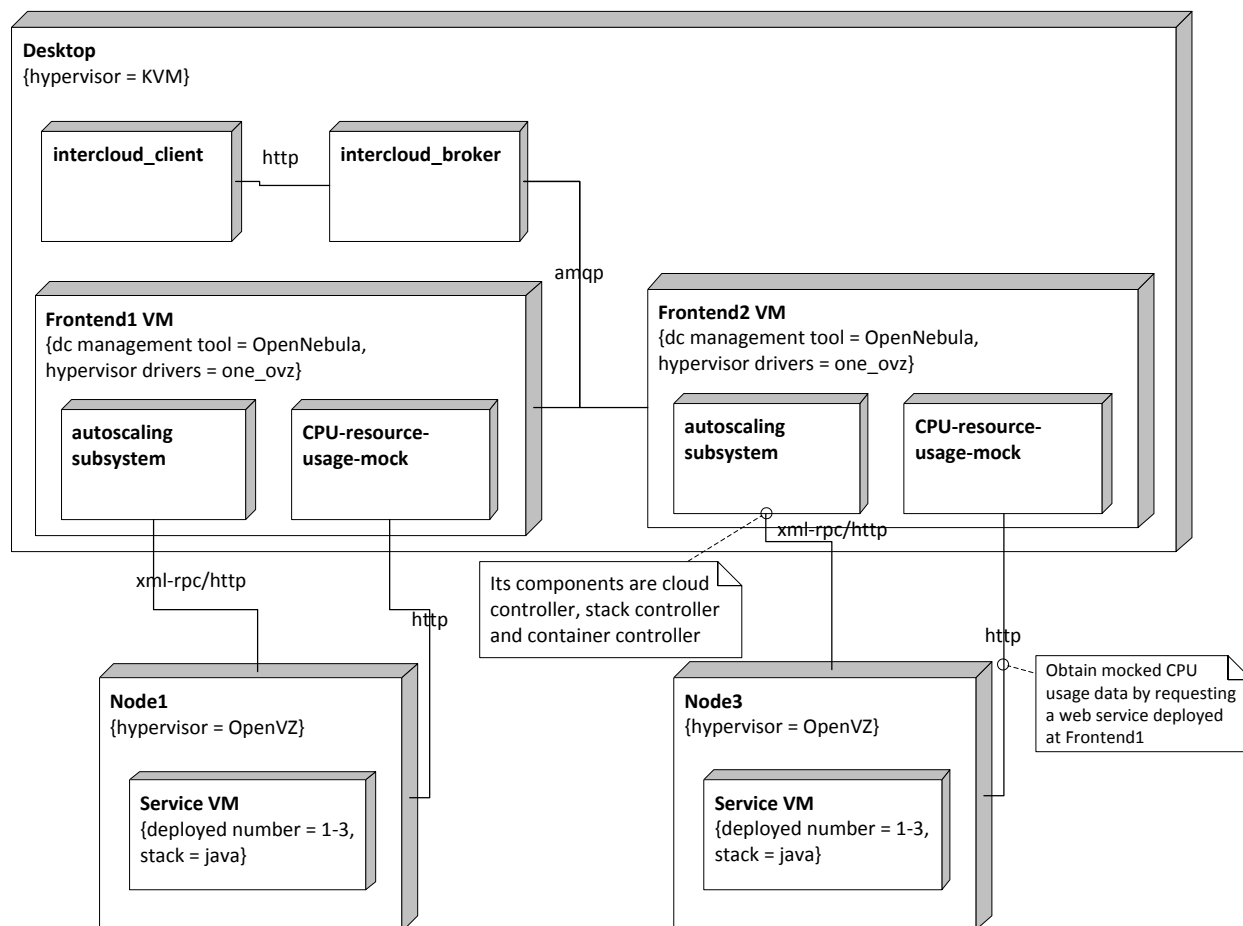 Desktop
{hypervisor = KVM}
intercloud_client
http
intercloud_broker
amqp
Frontend1 VM
{dc management tool = OpenNebula,
hypervisor drivers = one_ovz}
autoscaling
subsystem
CPU-resource-
usage-mock
Frontend2 VM
{dc management tool = OpenNebula,
hypervisor drivers = one_ovz}
autoscaling
subsystem
CPU-resource-
usage-mock
xml-rpc/http
http
xml-rpc/http
http
Its components are cloud
controller, stack controller
and container controller
Obtain mocked CPU
usage data by requesting
a web service deployed
at Frontend1
Node1
{hypervisor = OpenVZ}
Service VM
{deployed number = 1-3,
stack = java}
Node3
{hypervisor = OpenVZ}
Service VM
{deployed number = 1-3,
stack = java}